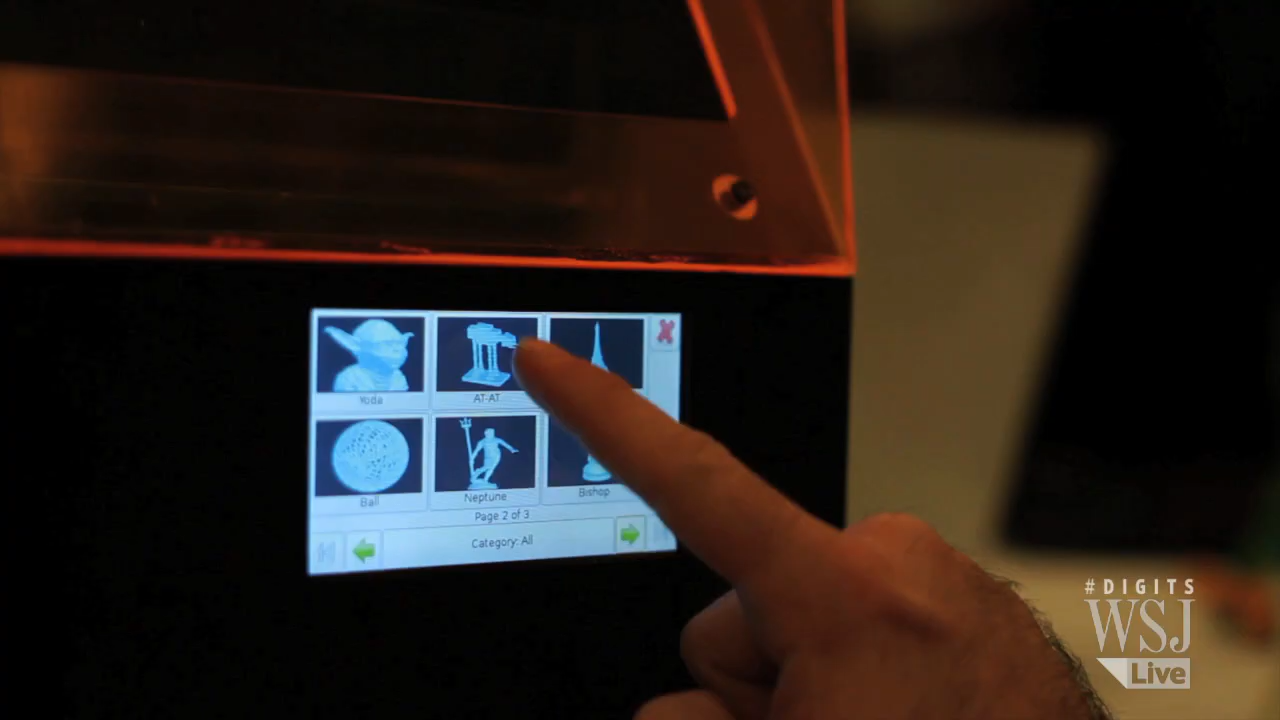 Yoda
AT-AT
Ball
Neptune
Bishop
Page 2 of 3
Category: All
#DIGITS
WSJ
Live